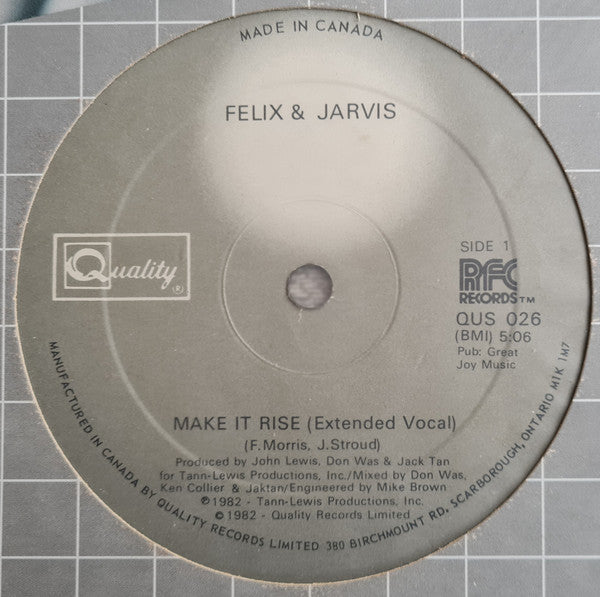 MADE IN CANADA
FELIX & JARVIS
Quality
®
SIDE 1
RFC
RECORDS™
QUS 026
(BMI) 5:06
Pub: Great
Joy Music
MAKE IT RISE (Extended Vocal)
(F. Morris, J. Stroud)
Produced by John Lewis, Don Was & Jack Tan
for Tann-Lewis Productions, Inc./Mixed by Don Was,
Ken Collier & Jaktan/Engineered by Mike Brown
℗1982 - Tann-Lewis Productions, Inc.
©1982 - Quality Records Limited
MANUFACTURED IN CANADA BY QUALITY RECORDS LIMITED 380 BIRCHMOUNT RD, SCARBOROUGH, ONTARIO M1K 1M7